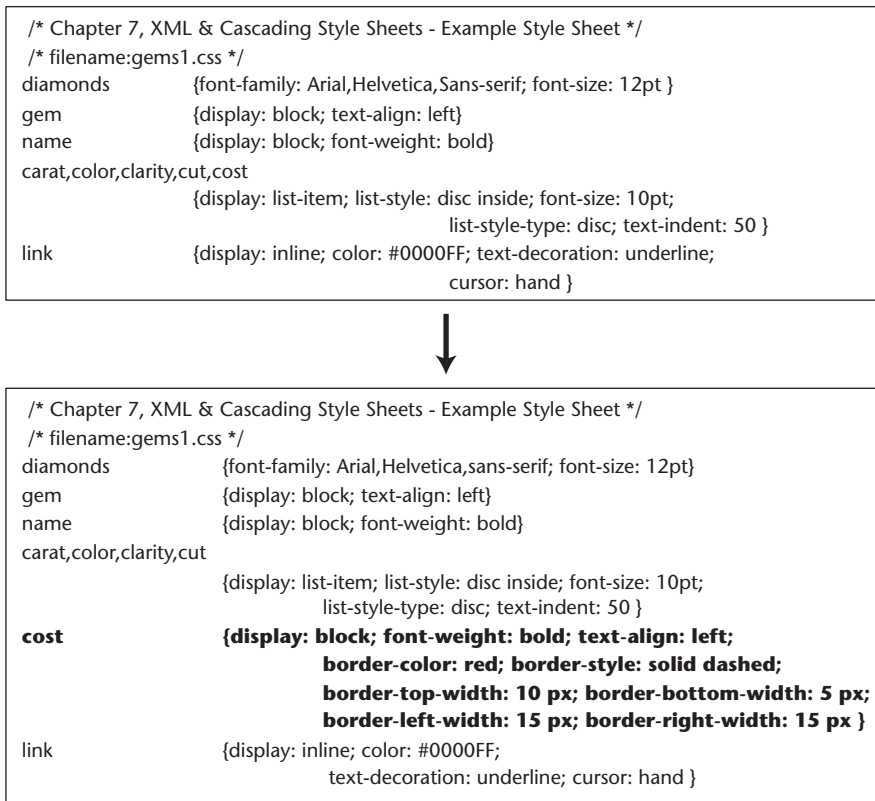 /* Chapter 7, XML & Cascading Style Sheets - Example Style Sheet */
/* filename:gems1.css */
diamonds {font-family: Arial,Helvetica,Sans-serif; font-size: 12pt }
gem {display: block; text-align: left}
name {display: block; font-weight: bold}
carat,color,clarity,cut,cost
{display: list-item; list-style: disc inside; font-size: 10pt;
list-style-type: disc; text-indent: 50 }
link {display: inline; color: #0000FF; text-decoration: underline;
cursor: hand }
/* Chapter 7, XML & Cascading Style Sheets - Example Style Sheet */
/* filename:gems1.css */
diamonds {font-family: Arial,Helvetica,sans-serif; font-size: 12pt}
gem {display: block; text-align: left}
name {display: block; font-weight: bold}
carat,color,clarity,cut
{display: list-item; list-style: disc inside; font-size: 10pt;
list-style-type: disc; text-indent: 50 }
cost {display: block; font-weight: bold; text-align: left;
border-color: red; border-style: solid dashed;
border-top-width: 10 px; border-bottom-width: 5 px;
border-left-width: 15 px; border-right-width: 15 px }
link {display: inline; color: #0000FF;
text-decoration: underline; cursor: hand }